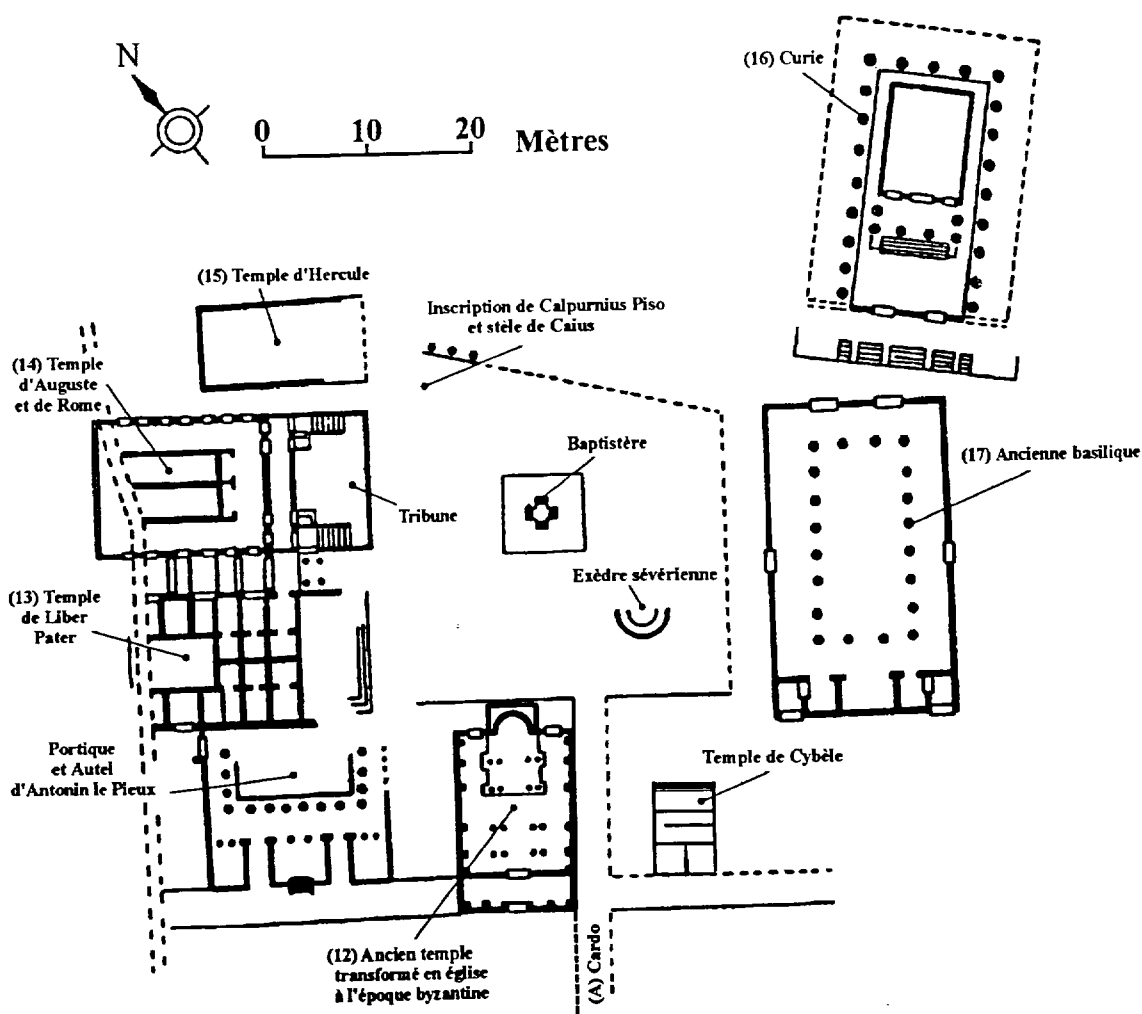 N
0 10 20 Mètres
(16) Curie
(15) Temple d'Hercule
Inscription de Calpurnius Piso
et stèle de Caius
(14) Temple
d'Auguste
et de Rome
Baptistère
(17) Ancienne basilique
Tribune
Exèdre sévérienne
(13) Temple
de Liber
Pater
Portique
et Autel
d'Antonin le Pieux
Temple de Cybèle
(12) Ancien temple
transformé en église
à l'époque byzantine
(A) Cardo